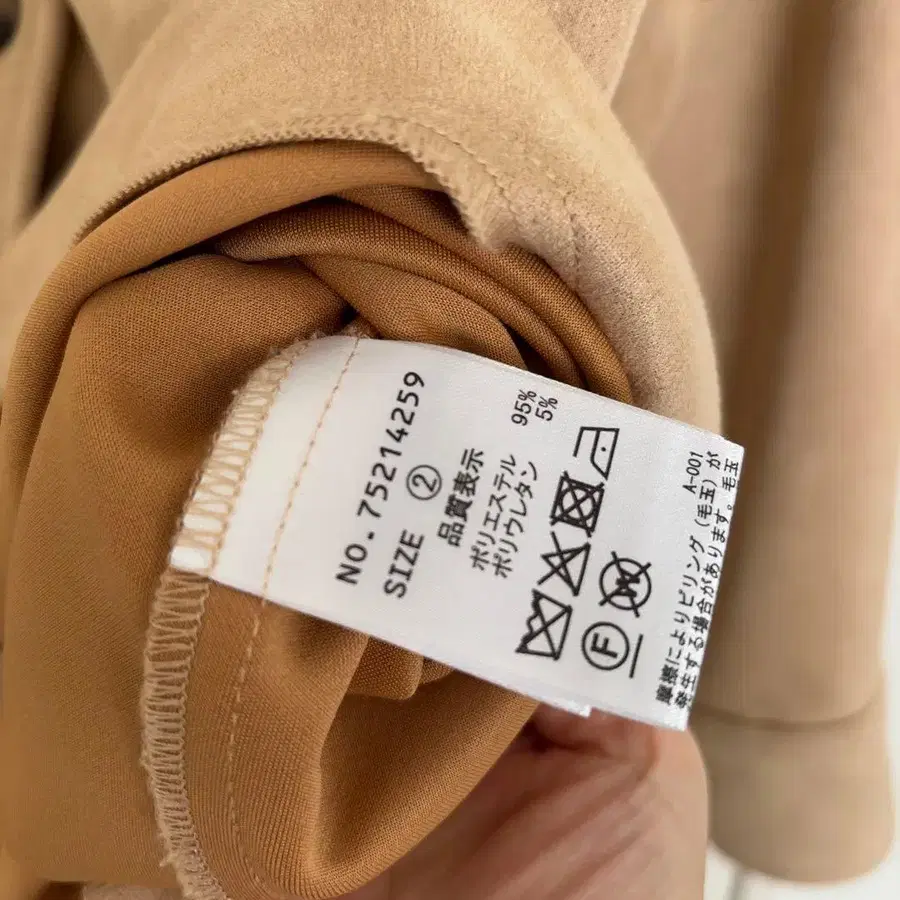 NO.75214259
SIZE ②
品質表示
ポリエステル 95%
ポリウレタン 5%
F
W
A-001
摩擦によりピリング(毛玉)が
発生する場合があります。毛玉